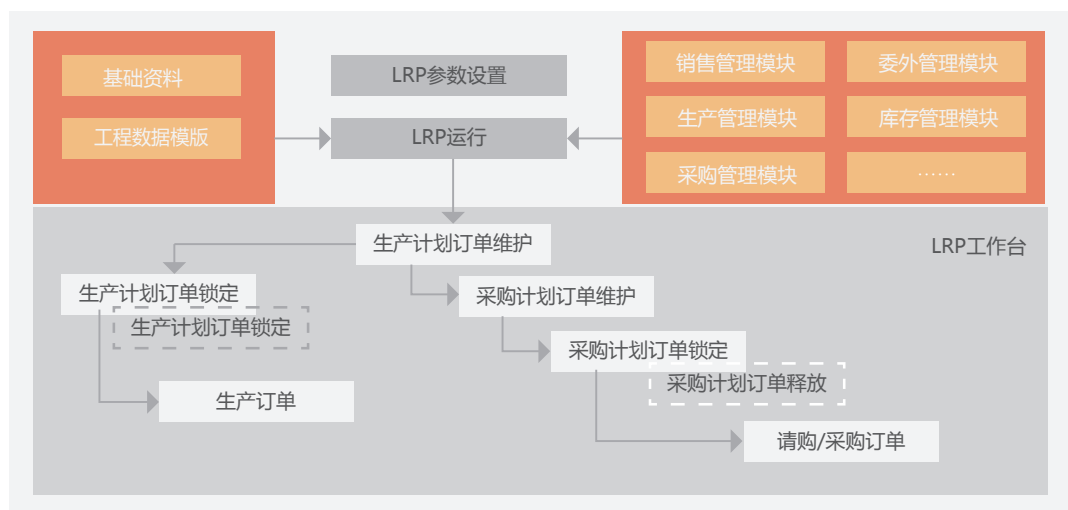 基础资料
工程数据模版
LRP参数设置
LRP运行
销售管理模块
委外管理模块
生产管理模块
库存管理模块
采购管理模块
……
LRP工作台
生产计划订单维护
生产计划订单锁定
生产计划订单锁定
生产订单
采购计划订单维护
采购计划订单锁定
采购计划订单释放
请购/采购订单